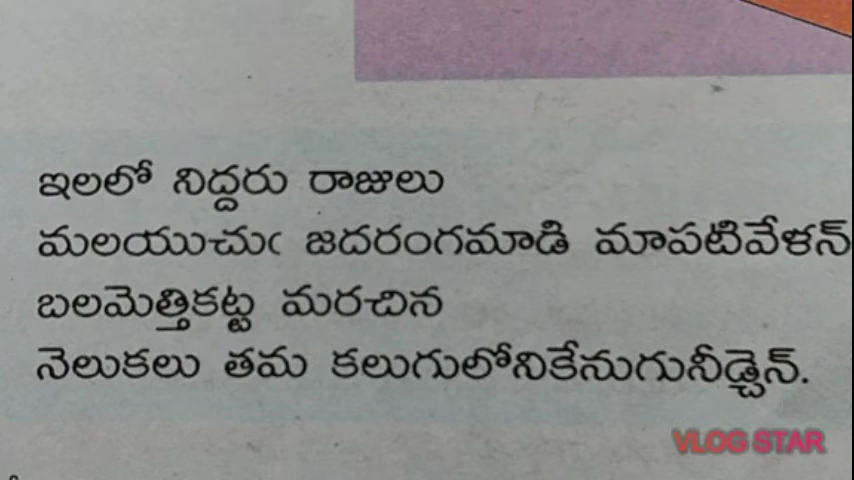 ఇలలో నిద్దరు రాజులు
మలయుచుఁ జదరంగమాడి మాపటివేళన్
బలమెత్తికట్ట మరచిన
నెలుకలు తమ కలుగులోనికేనుగునీడ్చెన్.
VLOG STAR